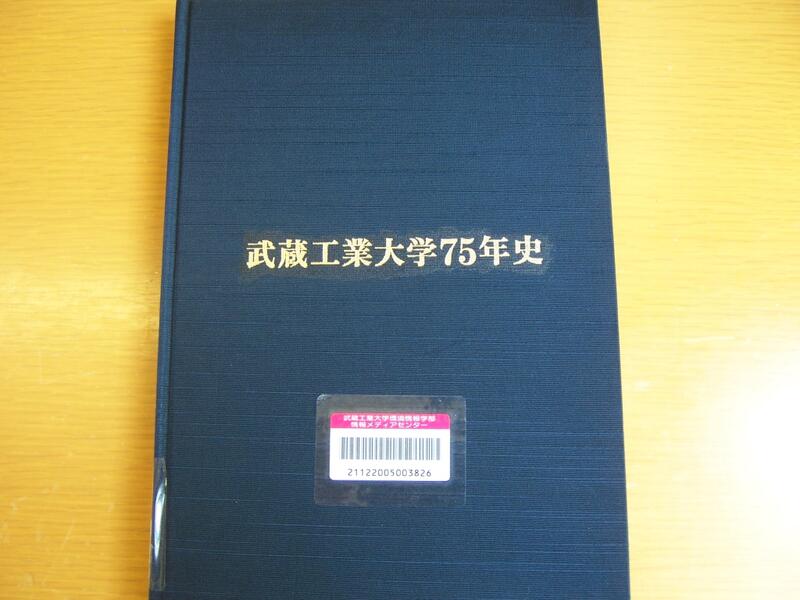 武蔵工業大学75年史
武蔵工業大学環境情報学部
情報メディアセンター
21122005003826